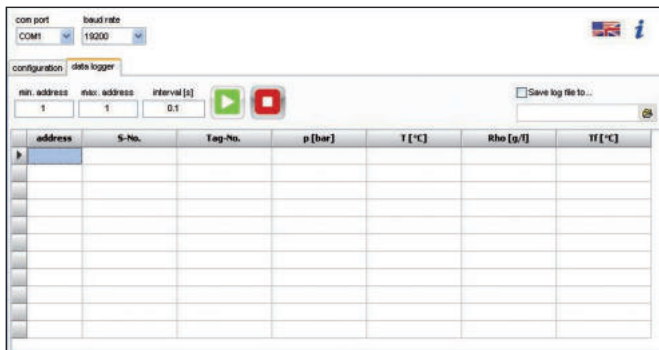 com port baud rate
COM1 19200
i
configuration data logger
min. address max. address interval [s] Save log file to...
1 1 0.1
address S-No. Tag-No. p [bar] T [°C] Rho [g/l] Tf [°C]